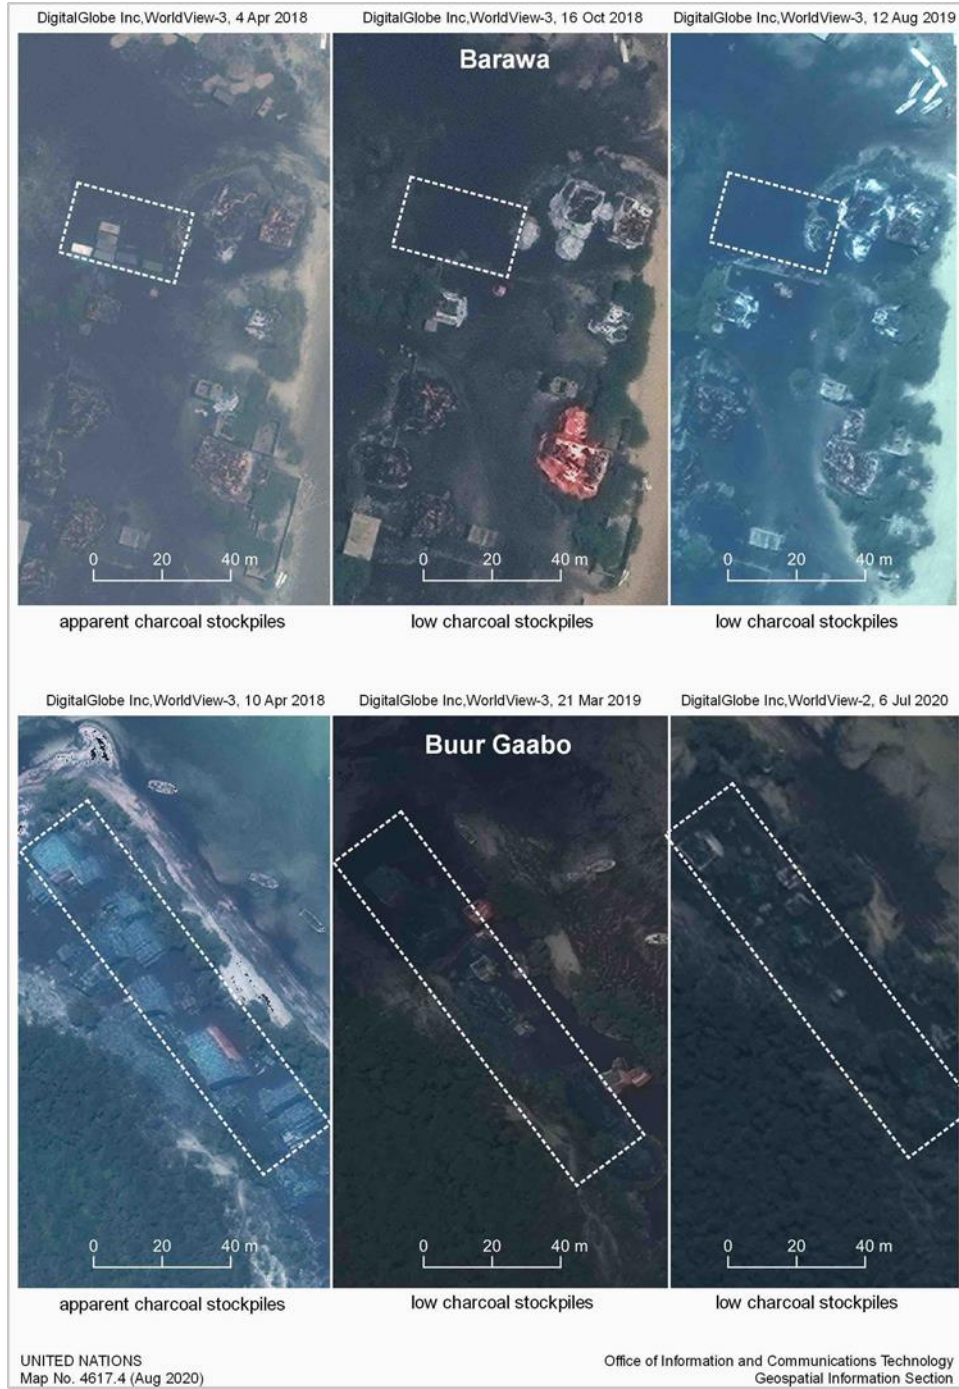 DigitalGlobe Inc,WorldView-3, 4 Apr 2018
DigitalGlobe Inc,WorldView-3, 16 Oct 2018
DigitalGlobe Inc,WorldView-3, 12 Aug 2019
Barawa
0 20 40 m
0 20 40 m
0 20 40 m
apparent charcoal stockpiles
low charcoal stockpiles
low charcoal stockpiles
DigitalGlobe Inc,WorldView-3, 10 Apr 2018
DigitalGlobe Inc,WorldView-3, 21 Mar 2019
DigitalGlobe Inc,WorldView-2, 6 Jul 2020
Buur Gaabo
0 20 40 m
0 20 40 m
0 20 40 m
apparent charcoal stockpiles
low charcoal stockpiles
low charcoal stockpiles
UNITED NATIONS
Map No. 4617.4 (Aug 2020)
Office of Information and Communications Technology
Geospatial Information Section